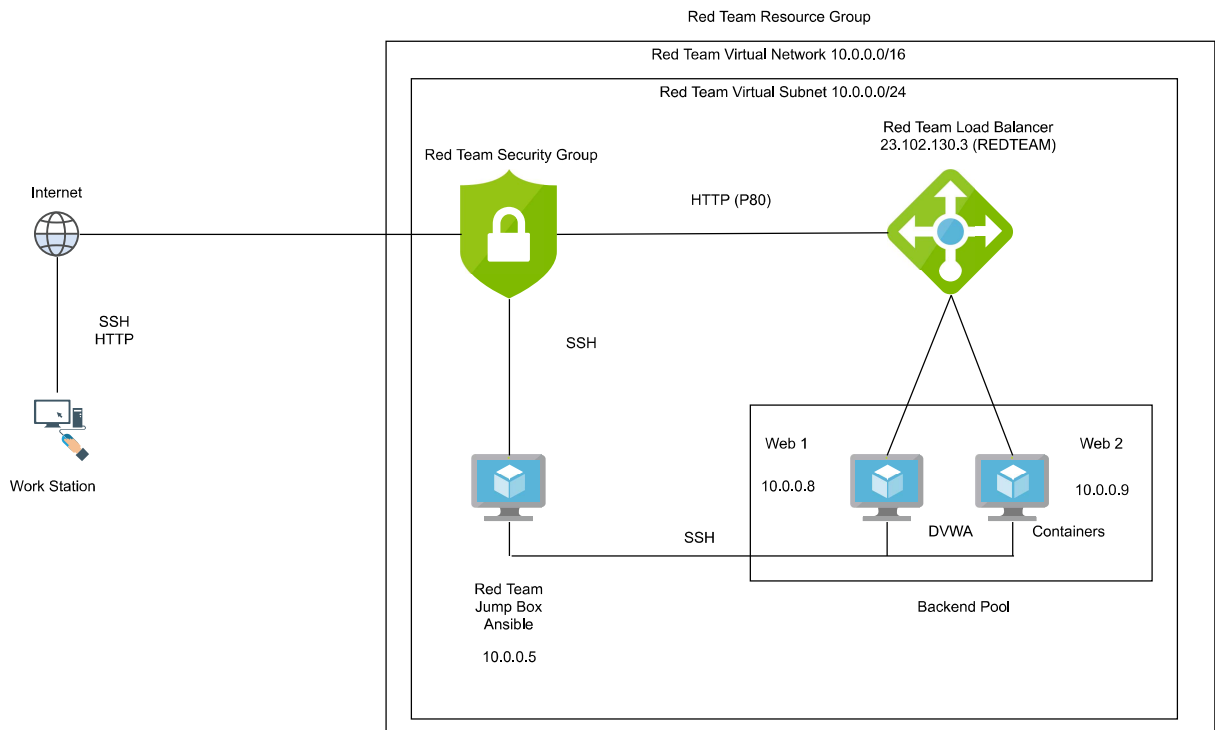 Red Team Resource Group
Red Team Virtual Network 10.0.0.0/16
Red Team Virtual Subnet 10.0.0.0/24
Red Team Load Balancer
23.102.130.3 (REDTEAM)
Red Team Security Group
Internet
HTTP (P80)
SSH
HTTP
SSH
Work Station
Web 1
10.0.0.8
Web 2
10.0.0.9
DVWA
Containers
SSH
Backend Pool
Red Team
Jump Box
Ansible
10.0.0.5